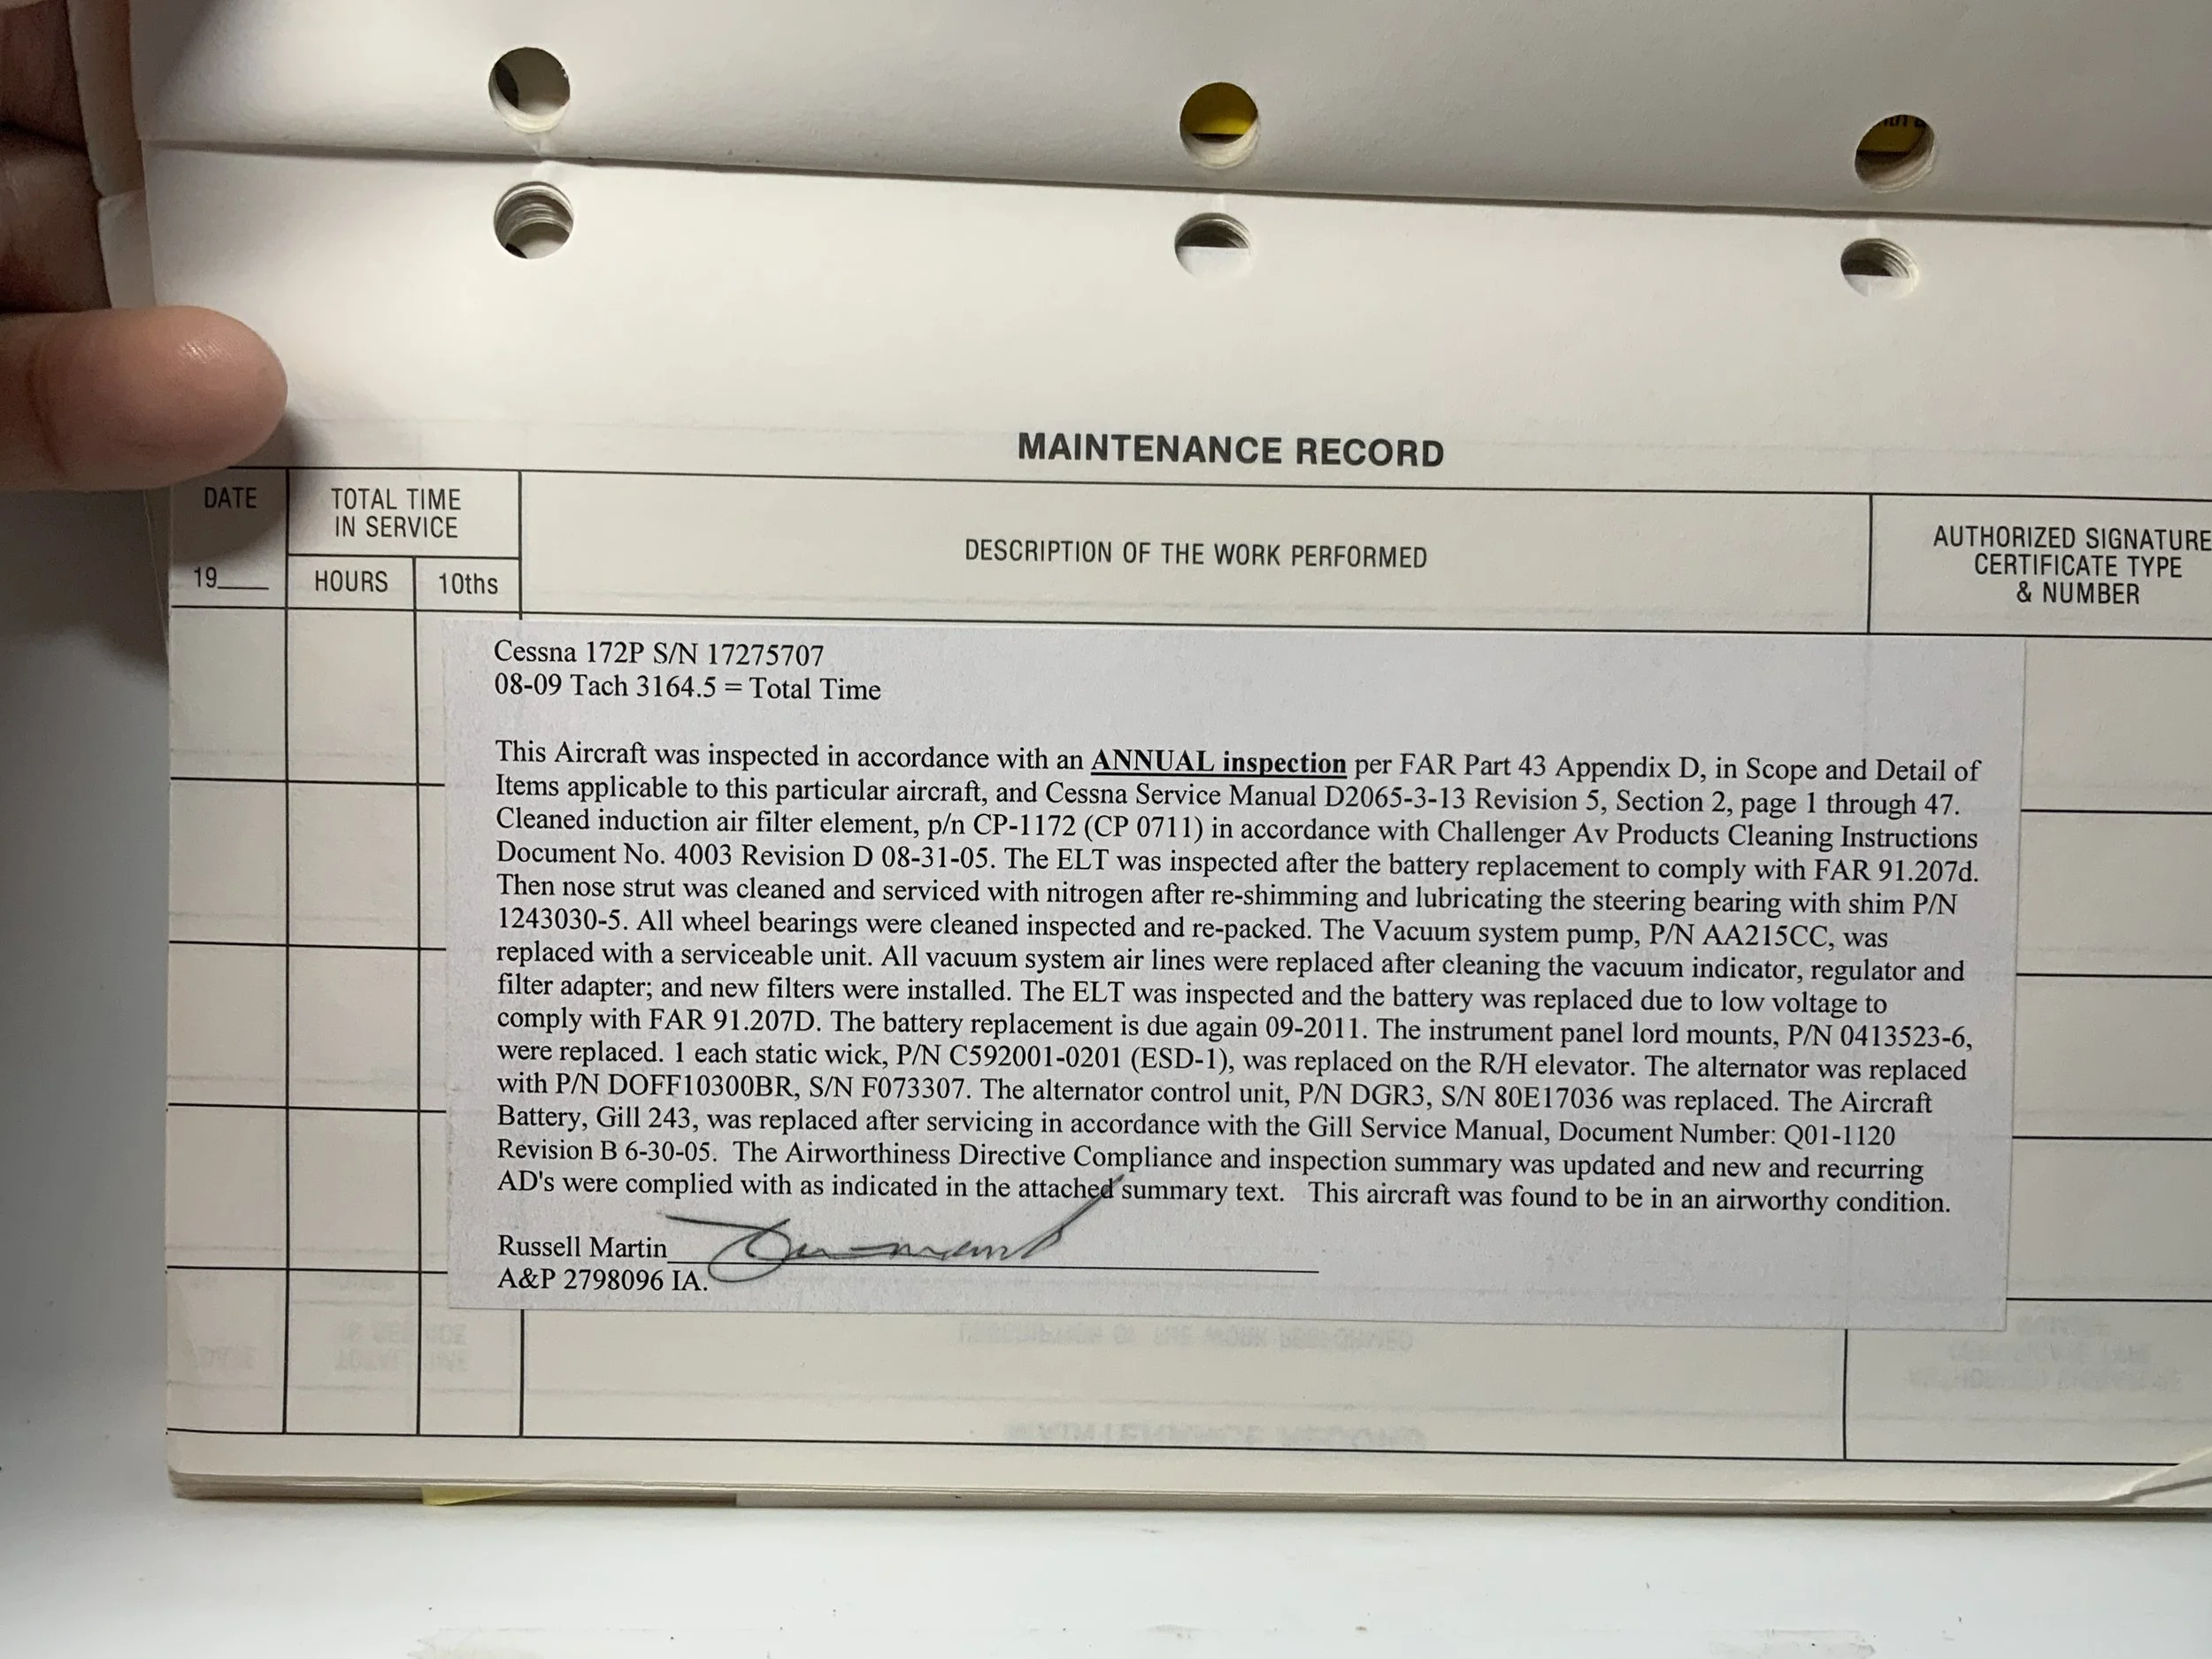 MAINTENANCE RECORD
DATE
19___
TOTAL TIME
IN SERVICE
HOURS
10ths
DESCRIPTION OF THE WORK PERFORMED
AUTHORIZED SIGNATURE
CERTIFICATE TYPE
& NUMBER
Cessna 172P S/N 17275707
08-09 Tach 3164.5 = Total Time
This Aircraft was inspected in accordance with an ANNUAL inspection per FAR Part 43 Appendix D, in Scope and Detail of
Items applicable to this particular aircraft, and Cessna Service Manual D2065-3-13 Revision 5, Section 2, page 1 through 47.
Cleaned induction air filter element, p/n CP-1172 (CP 0711) in accordance with Challenger Av Products Cleaning Instructions
Document No. 4003 Revision D 08-31-05. The ELT was inspected after the battery replacement to comply with FAR 91.207d.
Then nose strut was cleaned and serviced with nitrogen after re-shimming and lubricating the steering bearing with shim P/N
1243030-5. All wheel bearings were cleaned inspected and re-packed. The Vacuum system pump, P/N AA215CC, was
replaced with a serviceable unit. All vacuum system air lines were replaced after cleaning the vacuum indicator, regulator and
filter adapter; and new filters were installed. The ELT was inspected and the battery was replaced due to low voltage to
comply with FAR 91.207D. The battery replacement is due again 09-2011. The instrument panel lord mounts, P/N 0413523-6,
were replaced. 1 each static wick, P/N C592001-0201 (ESD-1), was replaced on the R/H elevator. The alternator was replaced
with P/N DOFF10300BR, S/N F073307. The alternator control unit, P/N DGR3, S/N 80E17036 was replaced. The Aircraft
Battery, Gill 243, was replaced after servicing in accordance with the Gill Service Manual, Document Number: Q01-1120
Revision B 6-30-05. The Airworthiness Directive Compliance and inspection summary was updated and new and recurring
AD's were complied with as indicated in the attached summary text. This aircraft was found to be in an airworthy condition.
Russell Martin
A&P 2798096 IA.